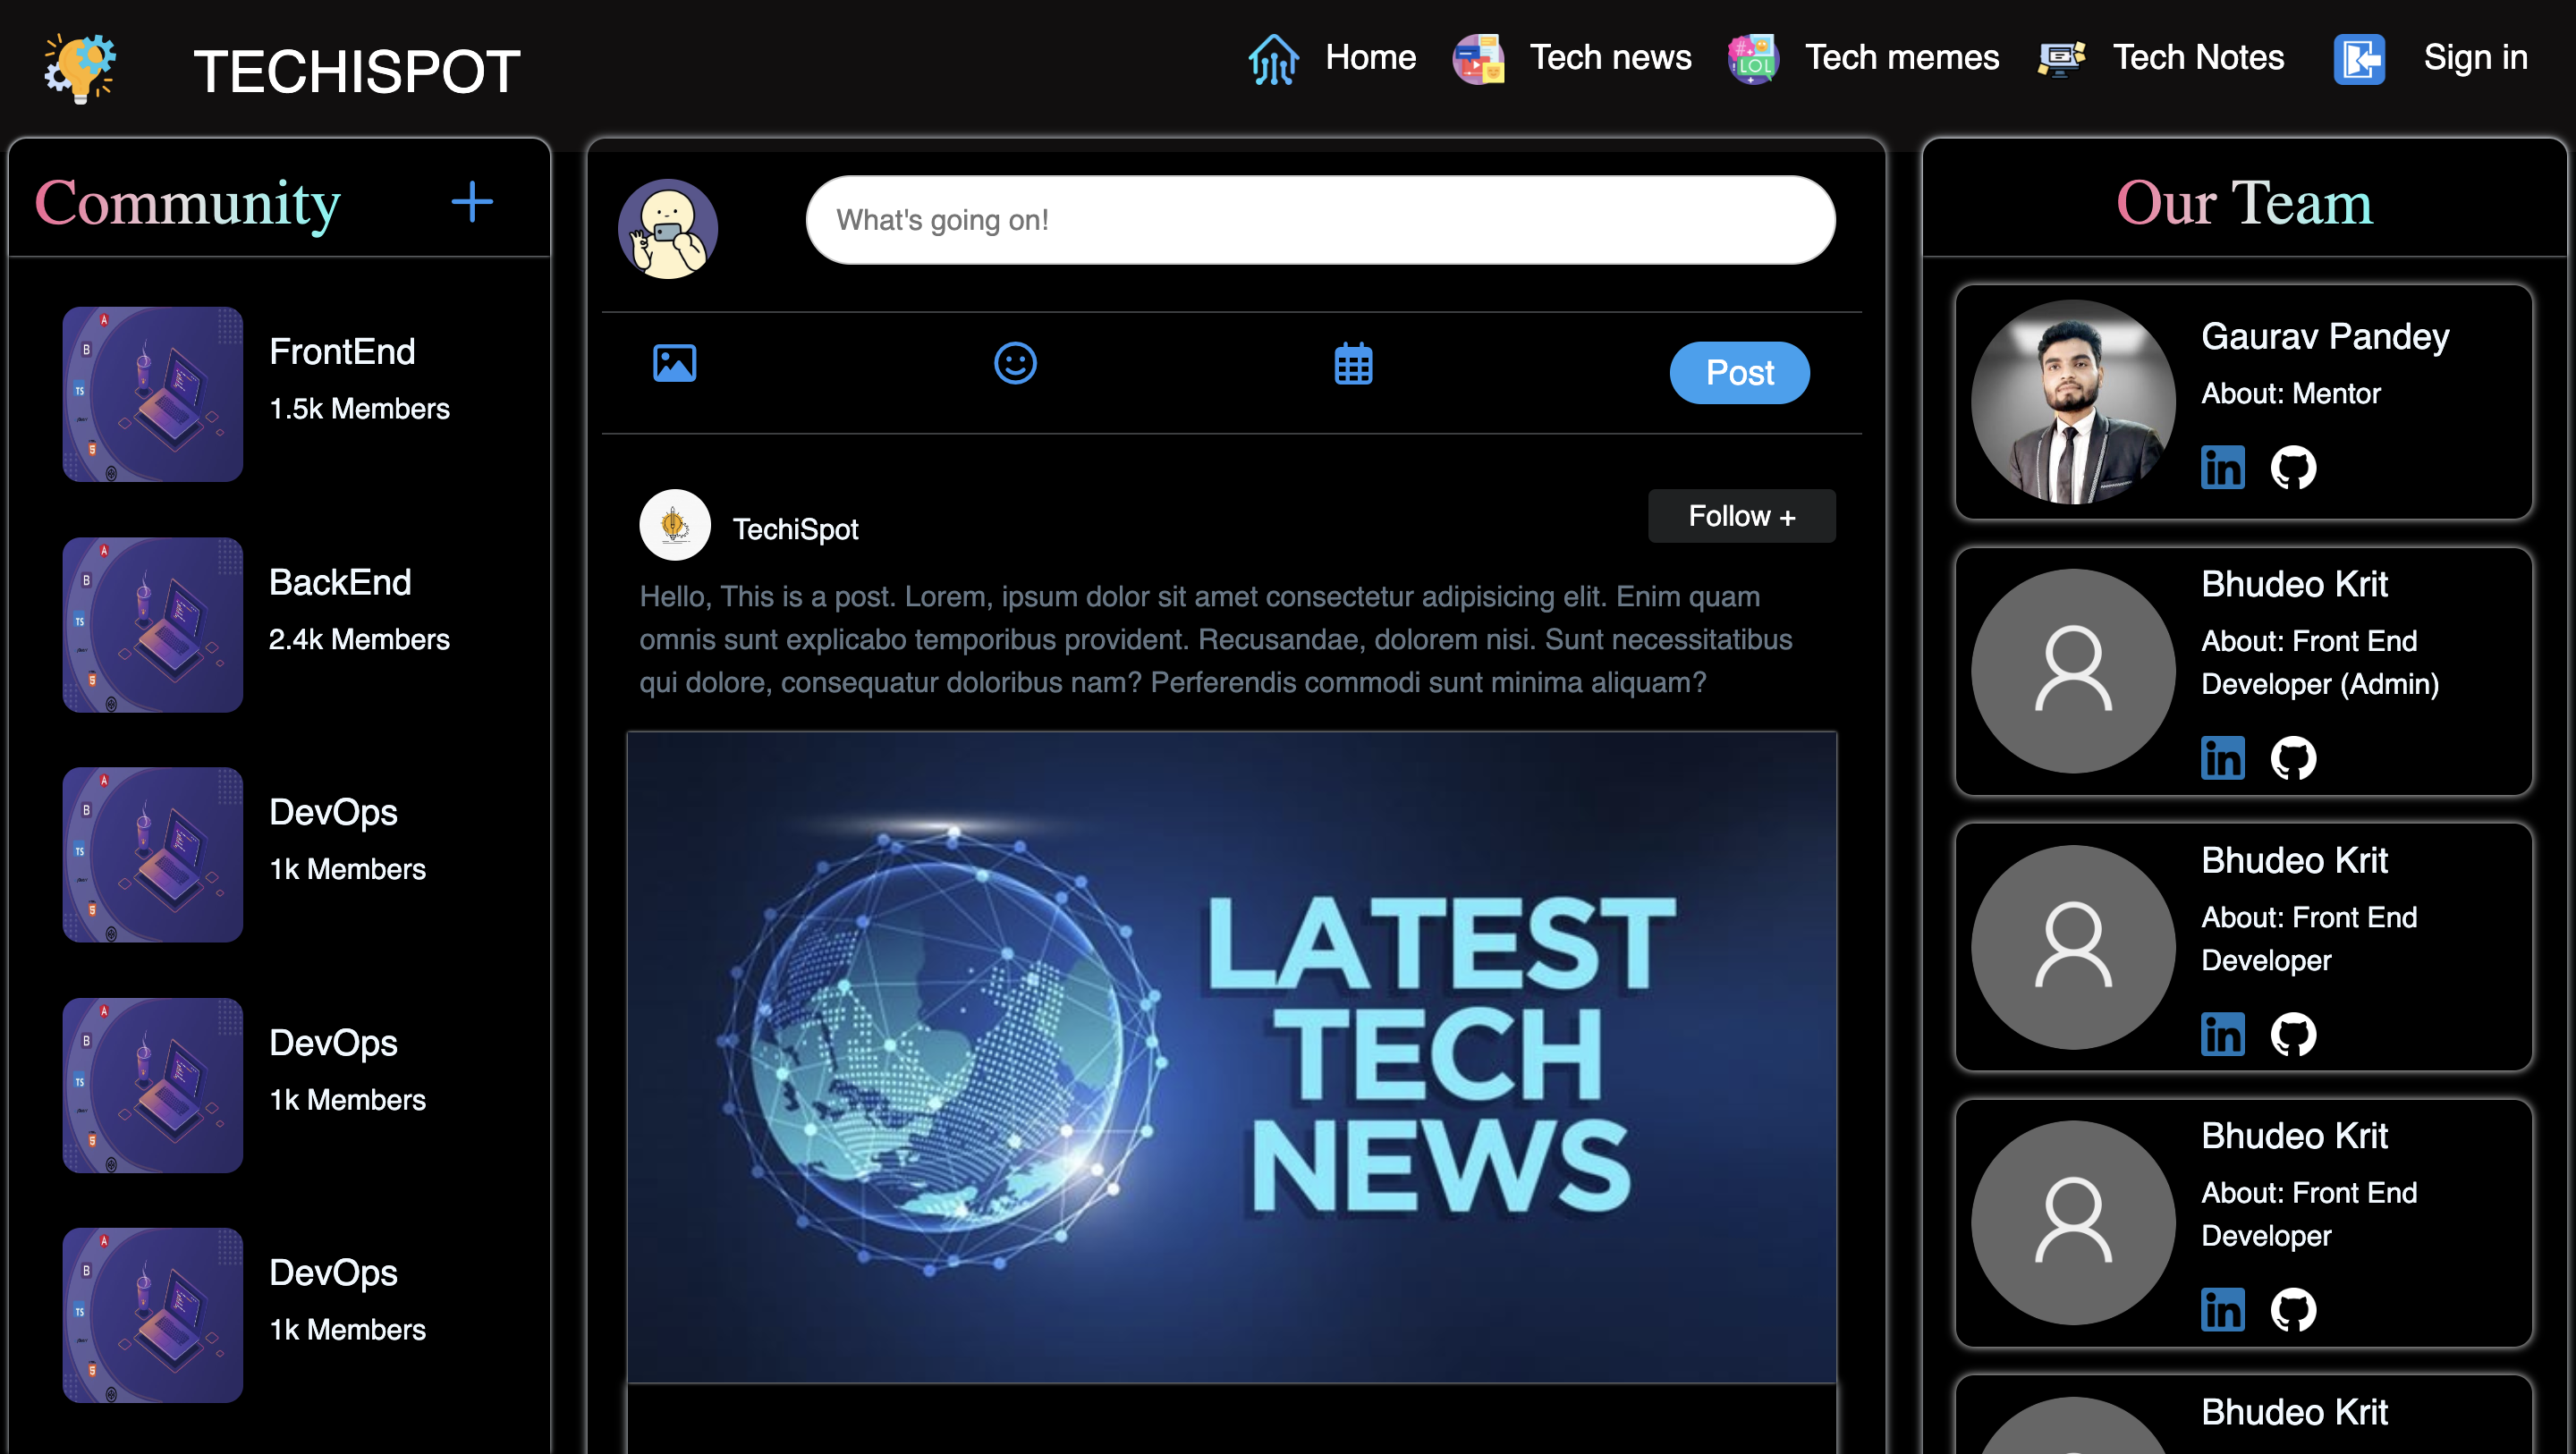 TECHISPOT
Home
Tech news
LOL
Tech memes
Tech Notes
Sign in
Community
FrontEnd
1.5k Members
BackEnd
2.4k Members
DevOps
1k Members
DevOps
1k Members
DevOps
1k Members
What's going on!
Post
TechiSpot
Follow +
Hello, This is a post. Lorem, ipsum dolor sit amet consectetur adipisicing elit. Enim quam
omnis sunt explicabo temporibus provident. Recusandae, dolorem nisi. Sunt necessitatibus
qui dolore, consequatur doloribus nam? Perferendis commodi sunt minima aliquam?
LATEST
TECH
NEWS
Our Team
Gaurav Pandey
About: Mentor
in
Bhudeo Krit
About: Front End
Developer (Admin)
in
Bhudeo Krit
About: Front End
Developer
in
Bhudeo Krit
About: Front End
Developer
in
Bhudeo Krit